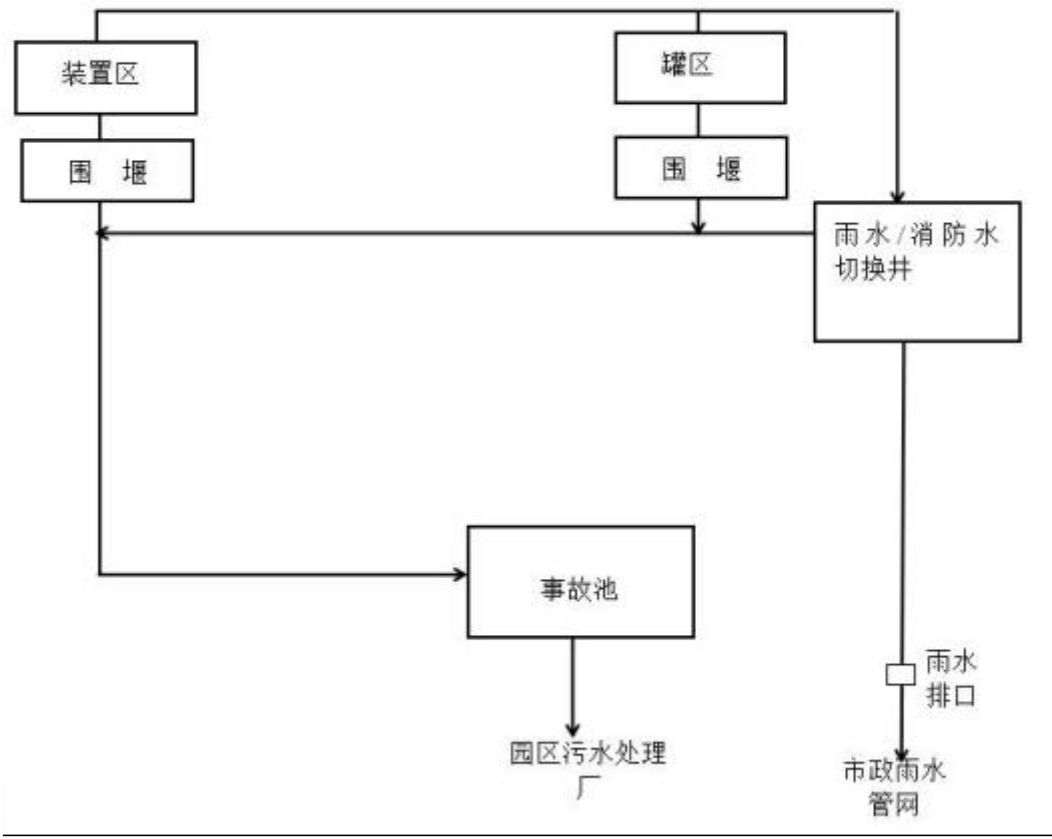 装置区
罐区
围 堰
围 堰
雨水/消防水
切换井
事故池
雨水
排口
园区污水处理
厂
市政雨水
管网